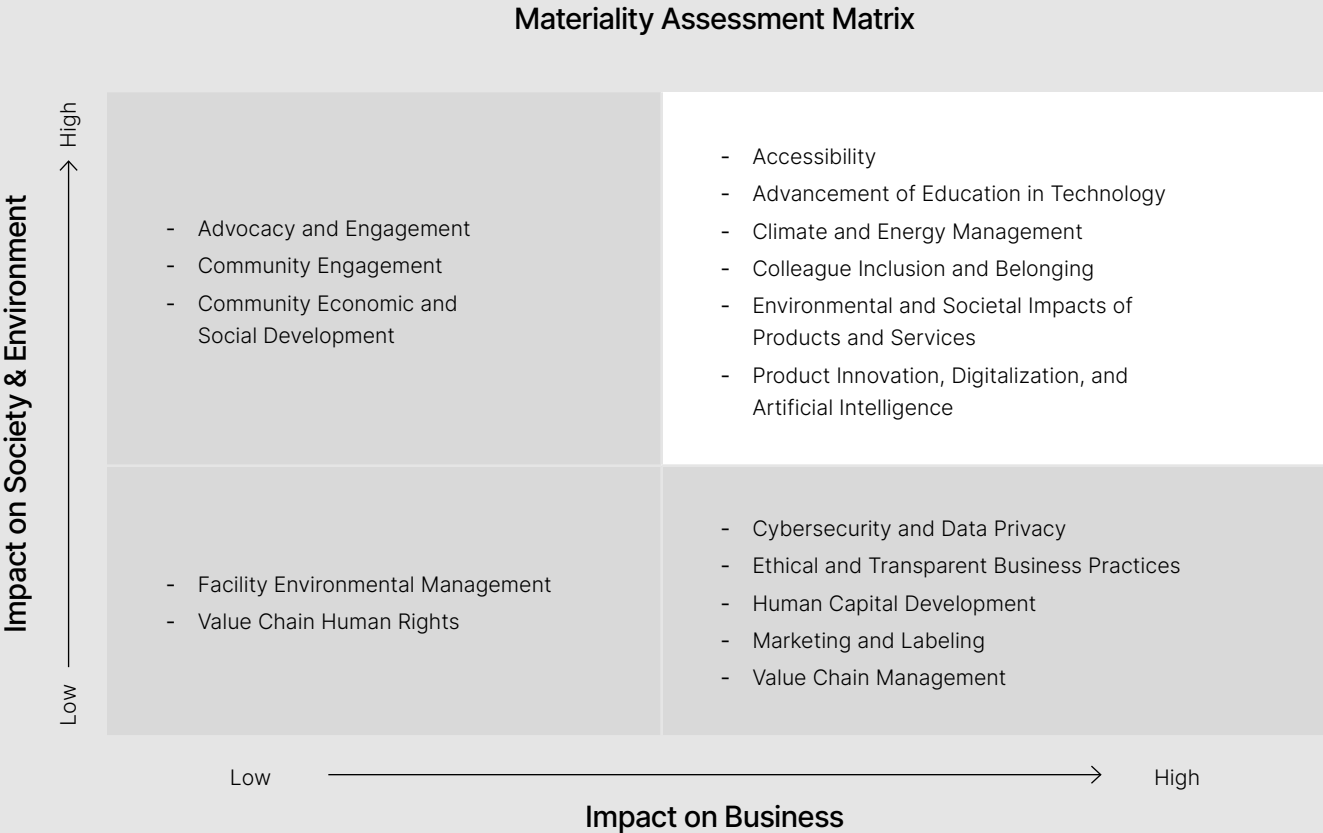 Materiality Assessment Matrix
Impact on Society & Environment
High
Low
- Advocacy and Engagement
- Community Engagement
- Community Economic and
Social Development
- Accessibility
- Advancement of Education in Technology
- Climate and Energy Management
- Colleague Inclusion and Belonging
- Environmental and Societal Impacts of
Products and Services
- Product Innovation, Digitalization, and
Artificial Intelligence
- Facility Environmental Management
- Value Chain Human Rights
- Cybersecurity and Data Privacy
- Ethical and Transparent Business Practices
- Human Capital Development
- Marketing and Labeling
- Value Chain Management
Low
High
Impact on Business